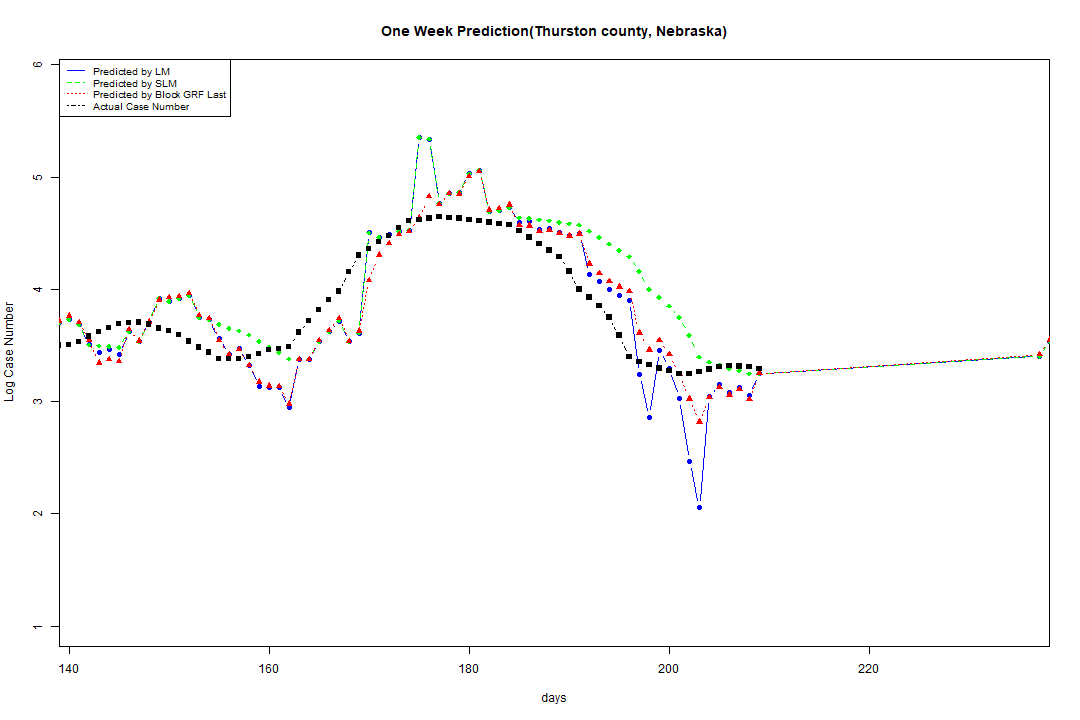 One Week Prediction(Thurston county, Nebraska)
Predicted by LM
Predicted by SLM
Predicted by Block GRF Last
Actual Case Number
6
5
4
3
2
1
Log Case Number
140 160 180 200 220
days